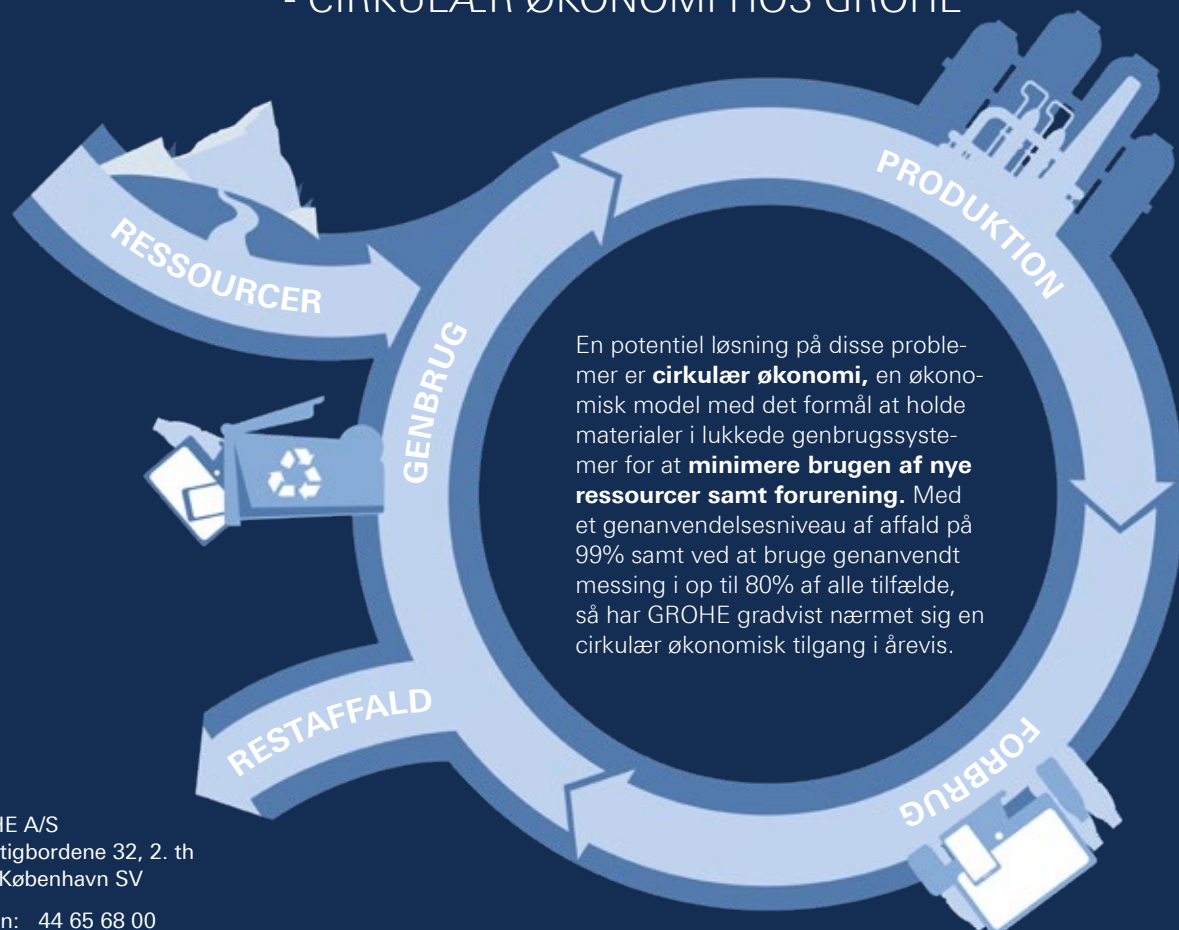 - CIRKULÆR ØKONOMI HOS GROHE
PRODUKTION
RESSOURCER
GENBRUG
En potentiel løsning på disse proble-
mer er cirkulær økonomi, en økono-
misk model med det formål at holde
materialer i lukkede genbrugssyste-
mer for at minimere brugen af nye
ressourcer samt forurening. Med
et genanvendelsesniveau af affald på
99% samt ved at bruge genanvendt
messing i op til 80% af alle tilfælde,
så har GROHE gradvist nærmet sig en
cirkulær økonomisk tilgang i årevis.
RESTAFFALD
FORBRUG
A/S
32, 2. th
København SV
44 65 68 00